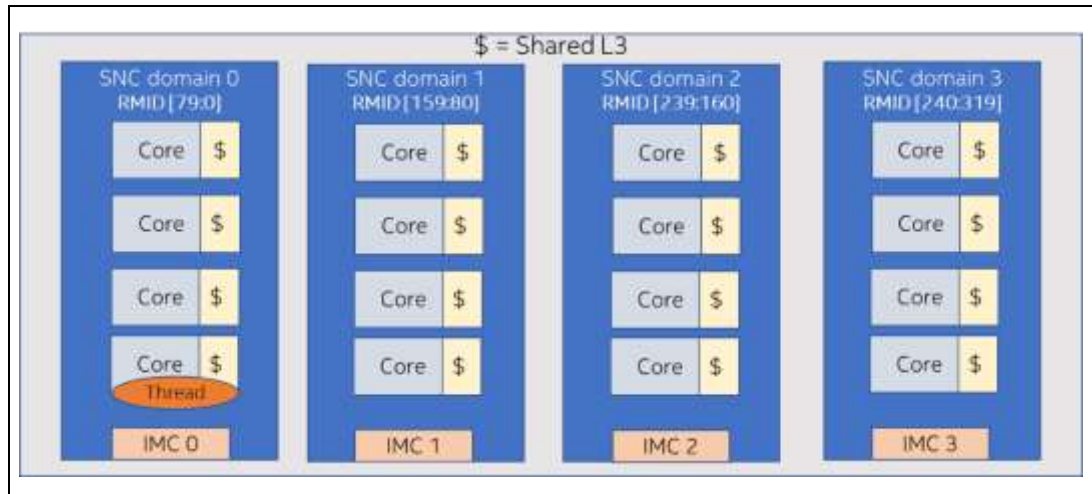 $ = Shared L3
SNC domain 0
RMID [79:0]
Core $
Core $
Core $
Core $
Thread
IMC 0
SNC domain 1
RMID [159:80]
Core $
Core $
Core $
Core $
IMC 1
SNC domain 2
RMID [239:160]
Core $
Core $
Core $
Core $
IMC 2
SNC domain 3
RMID [240:319]
Core $
Core $
Core $
Core $
IMC 3